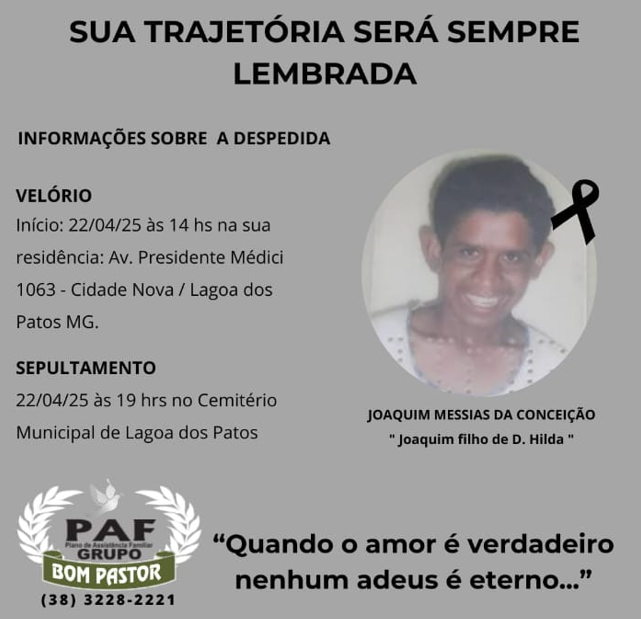 SUA TRAJETÓRIA SERÁ SEMPRE
LEMBRADA
INFORMAÇÕES SOBRE A DESPEDIDA
VELÓRIO
Início: 22/04/25 às 14 hs na sua
residência: Av. Presidente Médici
1063 - Cidade Nova / Lagoa dos
Patos MG.
SEPULTAMENTO
22/04/25 às 19 hrs no Cemitério
Municipal de Lagoa dos Patos
JOAQUIM MESSIAS DA CONCEIÇÃO
" Joaquim filho de D. Hilda "
PAF
Plano de Assistência Familiar
GRUPO
BOM PASTOR
(38) 3228-2221
“Quando o amor é verdadeiro
nenhum adeus é eterno...”